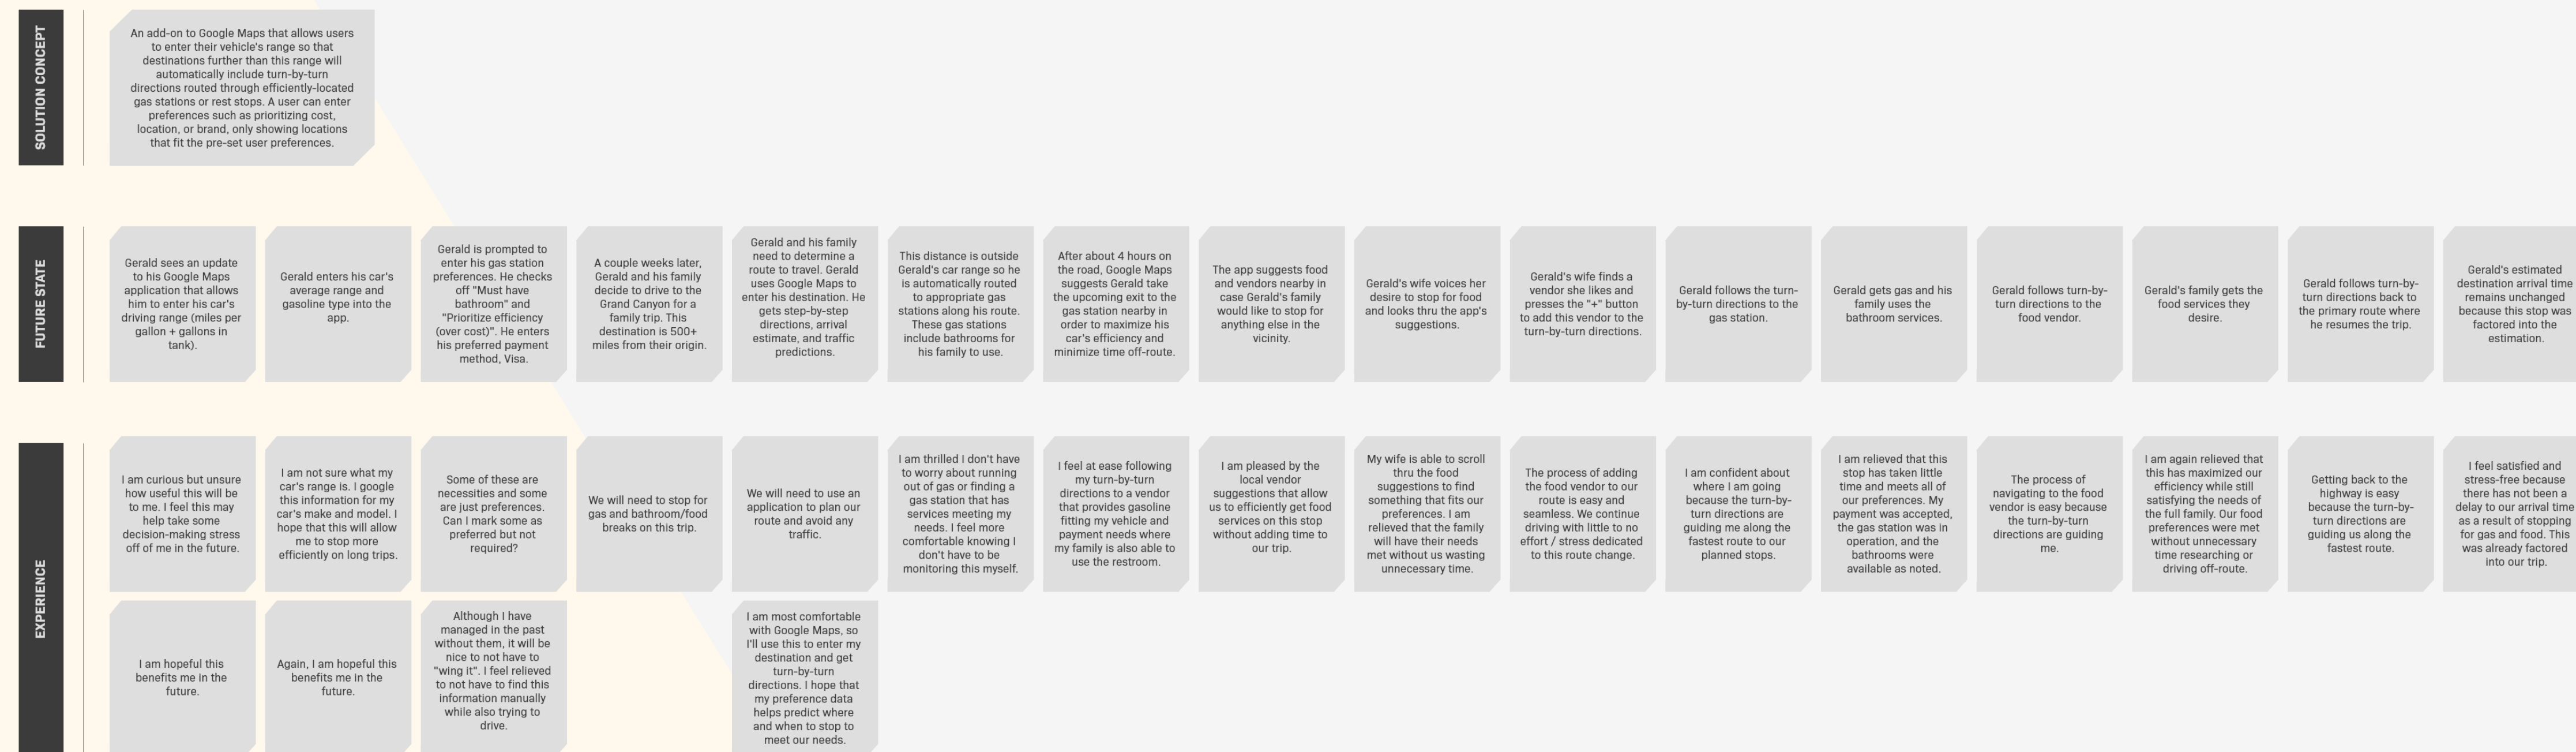 SOLUTION CONCEPT
An add-on to Google Maps that allows users
to enter their vehicle's range so that
destinations further than this range will
automatically include turn-by-turn
directions routed through efficiently-located
gas stations or rest stops. A user can enter
preferences such as prioritizing cost,
location, or brand, only showing locations
that fit the pre-set user preferences.
FUTURE STATE
Gerald sees an update
to his Google Maps
application that allows
him to enter his car's
driving range (miles per
gallon + gallons in
tank).
Gerald enters his car's
average range and
gasoline type into the
app.
Gerald is prompted to
enter his gas station
preferences. He checks
off "Must have
bathroom" and
"Prioritize efficiency
(over cost)". He enters
his preferred payment
method, Visa.
A couple weeks later,
Gerald and his family
decide to drive to the
Grand Canyon for a
family trip. This
destination is 500+
miles from their origin.
Gerald and his family
need to determine a
route to travel. Gerald
uses Google Maps to
enter his destination. He
gets step-by-step
directions, arrival
estimate, and traffic
predictions.
This distance is outside
Gerald's car range so he
is automatically routed
to appropriate gas
stations along his route.
These gas stations
include bathrooms for
his family to use.
After about 4 hours on
the road, Google Maps
suggests Gerald take
the upcoming exit to the
gas station nearby in
order to maximize his
car's efficiency and
minimize time off-route.
The app suggests food
and vendors nearby in
case Gerald's family
would like to stop for
anything else in the
vicinity.
Gerald's wife voices her
desire to stop for food
and looks thru the app's
suggestions.
Gerald's wife finds a
vendor she likes and
presses the "+" button
to add this vendor to the
turn-by-turn directions.
Gerald follows the turn-
by-turn directions to the
gas station.
Gerald gets gas and his
family uses the
bathroom services.
Gerald follows turn-by-
turn directions to the
food vendor.
Gerald's family gets the
food services they
desire.
Gerald follows turn-by-
turn directions back to
the primary route where
he resumes the trip.
Gerald's estimated
destination arrival time
remains unchanged
because this stop was
factored into the
estimation.
EXPERIENCE
I am curious but unsure
how useful this will be
to me. I feel this may
help take some
decision-making stress
off of me in the future.
I am not sure what my
car's range is. I google
this information for my
car's make and model. I
hope that this will allow
me to stop more
efficiently on long trips.
Some of these are
necessities and some
are just preferences.
Can I mark some as
preferred but not
required?
We will need to stop for
gas and bathroom/food
breaks on this trip.
We will need to use an
application to plan our
route and avoid any
traffic.
I am thrilled I don't have
to worry about running
out of gas or finding a
gas station that has
services meeting my
needs. I feel more
comfortable knowing I
don't have to be
monitoring this myself.
I feel at ease following
my turn-by-turn
directions to a vendor
that provides gasoline
fitting my vehicle and
payment needs where
my family is also able to
use the restroom.
I am pleased by the
local vendor
suggestions that allow
us to efficiently get food
services on this stop
without adding time to
our trip.
My wife is able to scroll
thru the food
suggestions to find
something that fits our
preferences. I am
relieved that the family
will have their needs
met without us wasting
unnecessary time.
The process of adding
the food vendor to our
route is easy and
seamless. We continue
driving with little to no
effort / stress dedicated
to this route change.
I am confident about
where I am going
because the turn-by-
turn directions are
guiding me along the
fastest route to our
planned stops.
I am relieved that this
stop has taken little
time and meets all of
our preferences. My
payment was accepted,
the gas station was in
operation, and the
bathrooms were
available as noted.
The process of
navigating to the food
vendor is easy because
the turn-by-turn
directions are guiding
me.
I am again relieved that
this has maximized our
efficiency while still
satisfying the needs of
the full family. Our food
preferences were met
without unnecessary
time researching or
driving off-route.
Getting back to the
highway is easy
because the turn-by-
turn directions are
guiding us along the
fastest route.
I feel satisfied and
stress-free because
there has not been a
delay to our arrival time
as a result of stopping
for gas and food. This
was already factored
into our trip.
I am hopeful this
benefits me in the
future.
Again, I am hopeful this
benefits me in the
future.
Although I have
managed in the past
without them, it will be
nice to not have to
"wing it". I feel relieved
to not have to find this
information manually
while also trying to
drive.
I am most comfortable
with Google Maps, so
I'll use this to enter my
destination and get
turn-by-turn
directions. I hope that
my preference data
helps predict where
and when to stop to
meet our needs.